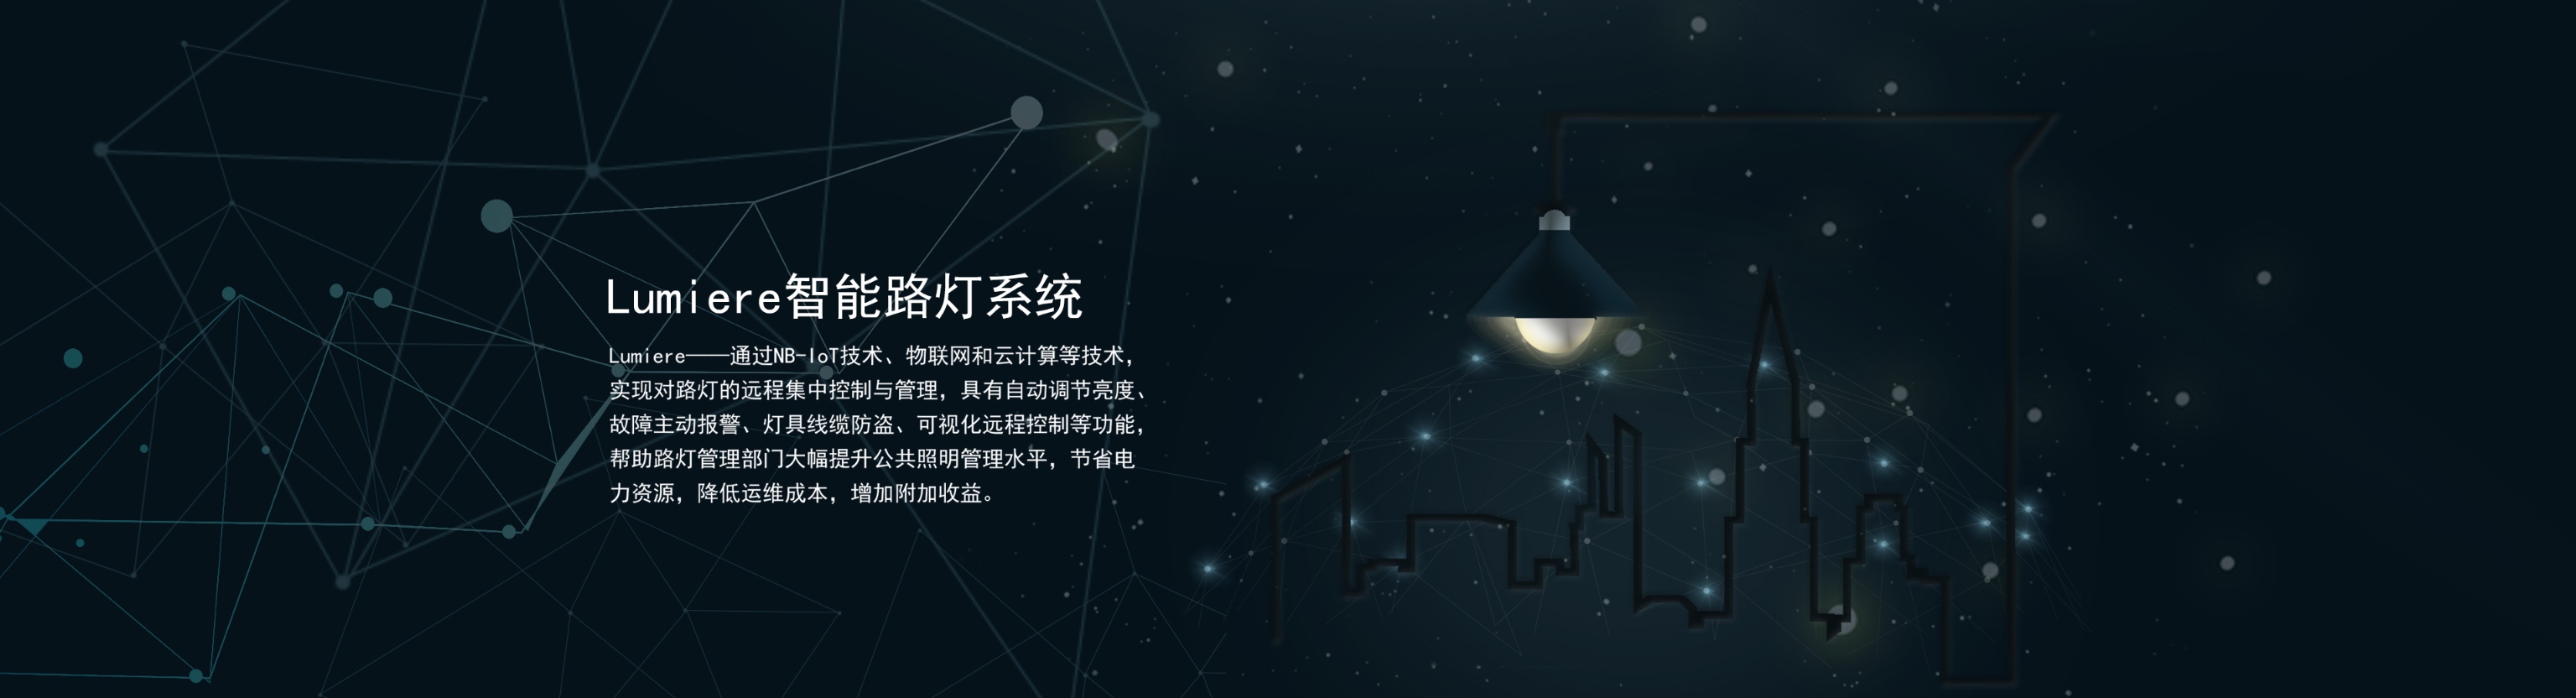 Lumiere智能路灯系统
Lumiere——通过NB-IoT技术、物联网和云计算等技术，
实现对路灯的远程集中控制与管理，具有自动调节亮度、
故障主动报警、灯具线缆防盗、可视化远程控制等功能，
帮助路灯管理部门大幅提升公共照明管理水平，节省电
力资源，降低运维成本，增加附加收益。